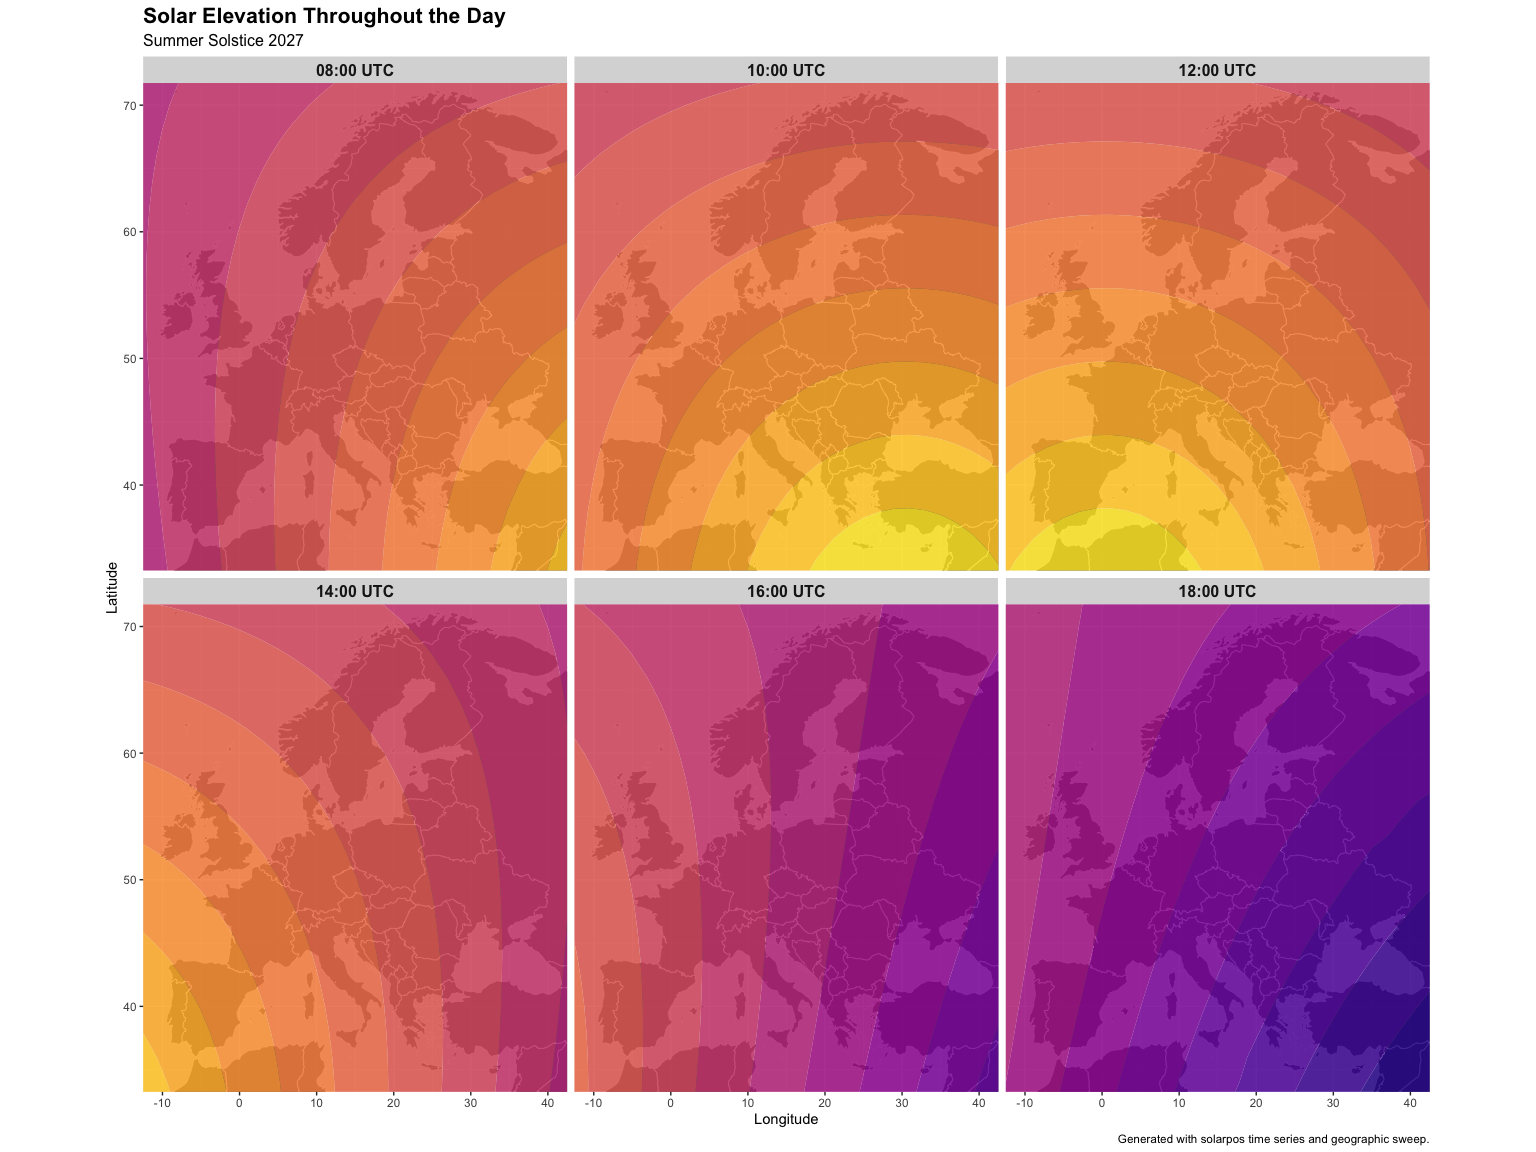 Solar Elevation Throughout the Day
Summer Solstice 2027
08:00 UTC
10:00 UTC
12:00 UTC
70
60
50
40
Latitude
14:00 UTC
16:00 UTC
18:00 UTC
70
60
50
40
-10 0 10 20 30 40
-10 0 10 20 30 40
-10 0 10 20 30 40
Longitude
Generated with solarpos time series and geographic sweep.